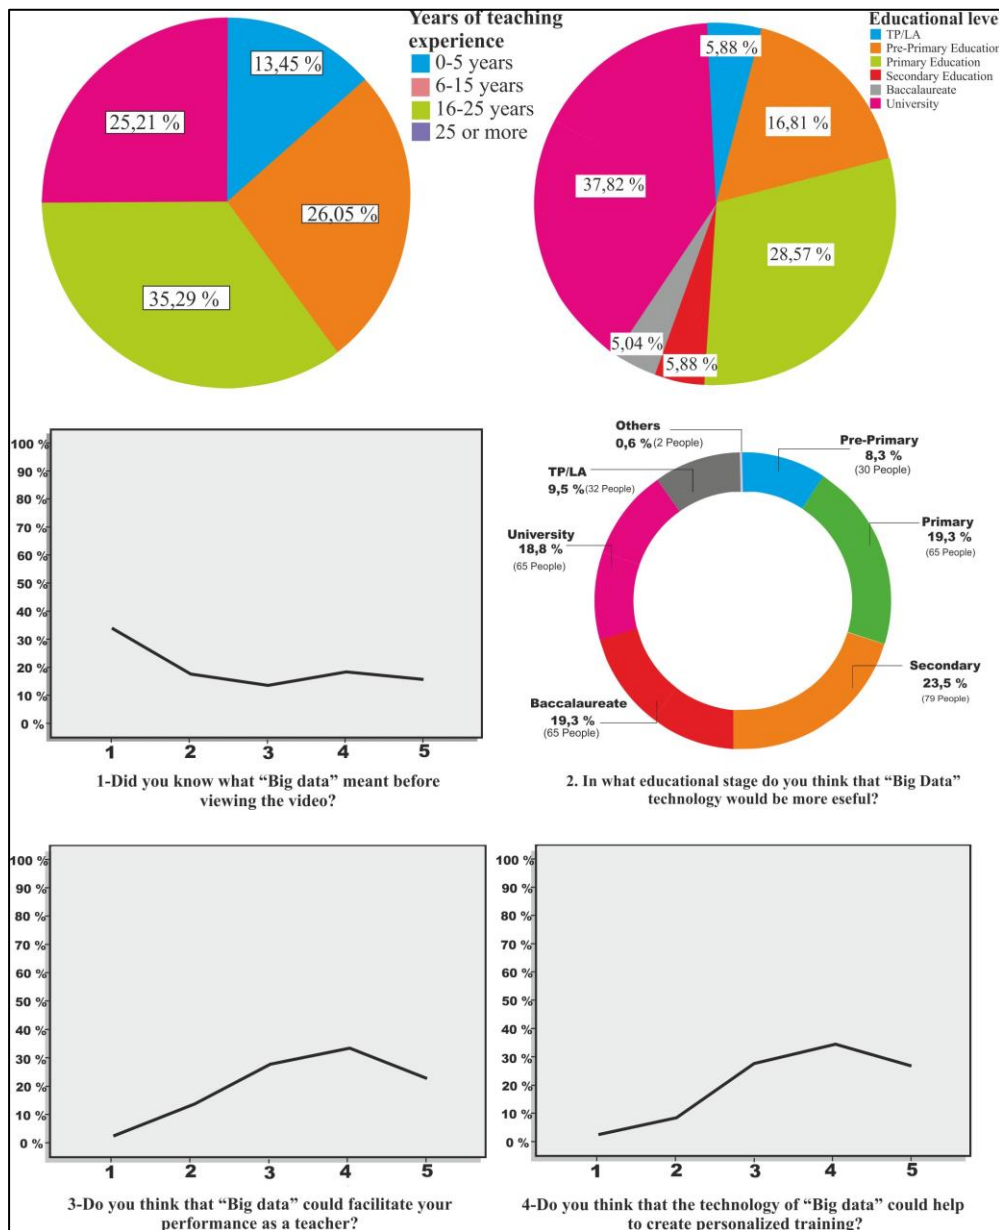 Years of teaching
experience
0-5 years
6-15 years
16-25 years
25 or more
13,45 %
26,05 %
35,29 %
25,21 %
Educational level
TP/LA
Pre-Primary Education
Primary Education
Secondary Education
Baccalaureate
University
5,88 %
16,81 %
28,57 %
5,88 %
5,04 %
37,82 %
100 %
90 %
80 %
70 %
60 %
50 %
40 %
30 %
20 %
10 %
0 %
1 2 3 4 5
1-Did you know what “Big data” meant before
viewing the video?
Others
0,6 % (2 People)
Pre-Primary
8,3 %
(30 People)
TP/LA
9,5 % (32 People)
Primary
19,3 %
(65 People)
University
18,8 %
(65 People)
Secondary
23,5 %
(79 People)
Baccalaureate
19,3 %
(65 People)
2. In what educational stage do you think that “Big Data”
technology would be more eseful?
100 %
90 %
80 %
70 %
60 %
50 %
40 %
30 %
20 %
10 %
0 %
1 2 3 4 5
3-Do you think that “Big data” could facilitate your
performance as a teacher?
100 %
90 %
80 %
70 %
60 %
50 %
40 %
30 %
20 %
10 %
0 %
1 2 3 4 5
4-Do you think that the technology of “Big data” could help
to create personalized training?